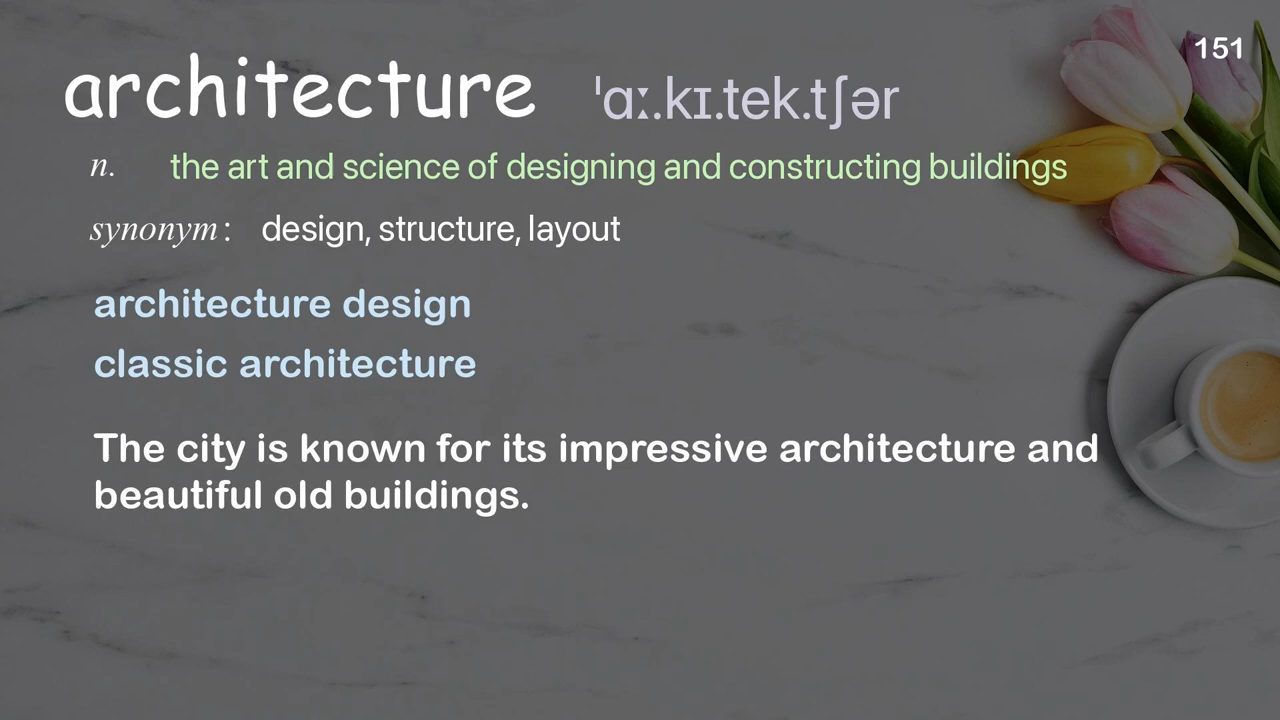 151
architecture ˈɑː.kɪ.tek.tʃər
n. the art and science of designing and constructing buildings
synonym: design, structure, layout
architecture design
classic architecture
The city is known for its impressive architecture and
beautiful old buildings.